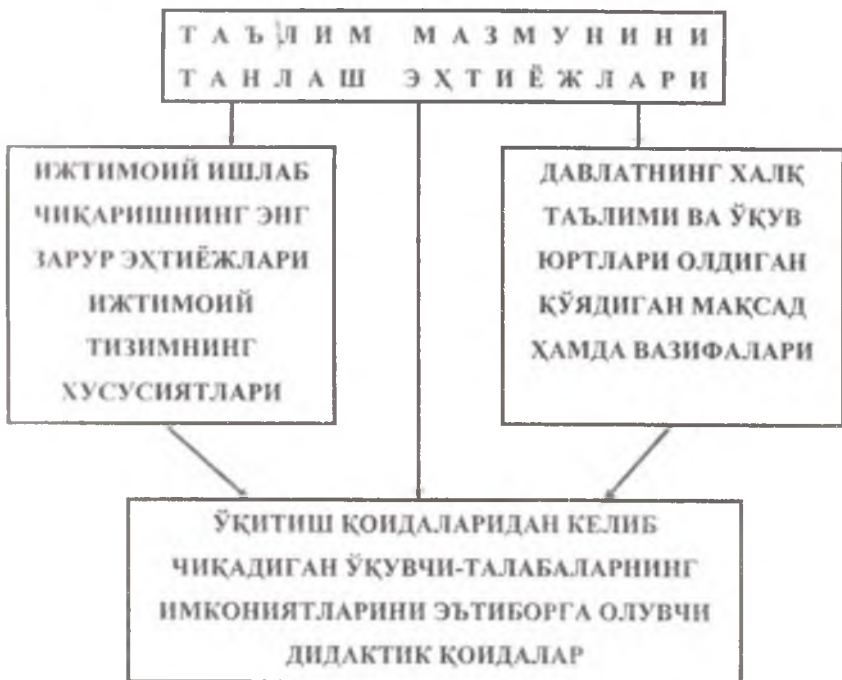 ТАЪЛИМ МАЗМУНИНИ
ТАНЛАШ ЭҲТИЁЖЛАРИ
ИЖТИМОИЙ ИШЛАБ
ЧИҚАРИШНИНГ ЭНГ
ЗАРУР ЭҲТИЁЖЛАРИ
ИЖТИМОИЙ
ТИЗИМНИНГ
ХУСУСИЯТЛАРИ
ДАВЛАТНИНГ ХАЛҚ
ТАЪЛИМИ ВА ЎҚУВ
ЮРТЛАРИ ОЛДИГАН
ҚЎЯДИГАН МАҚСАД
ҲАМДА ВАЗИФАЛАРИ
ЎҚИТИШ ҚОИДАЛАРИДАН КЕЛИБ
ЧИҚАДИГАН ЎҚУВЧИ-ТАЛАБАЛАРНИНГ
ИМКОНИЯТЛАРИНИ ЭЪТИБОРГА ОЛУВЧИ
ДИДАКТИК ҚОИДАЛАР